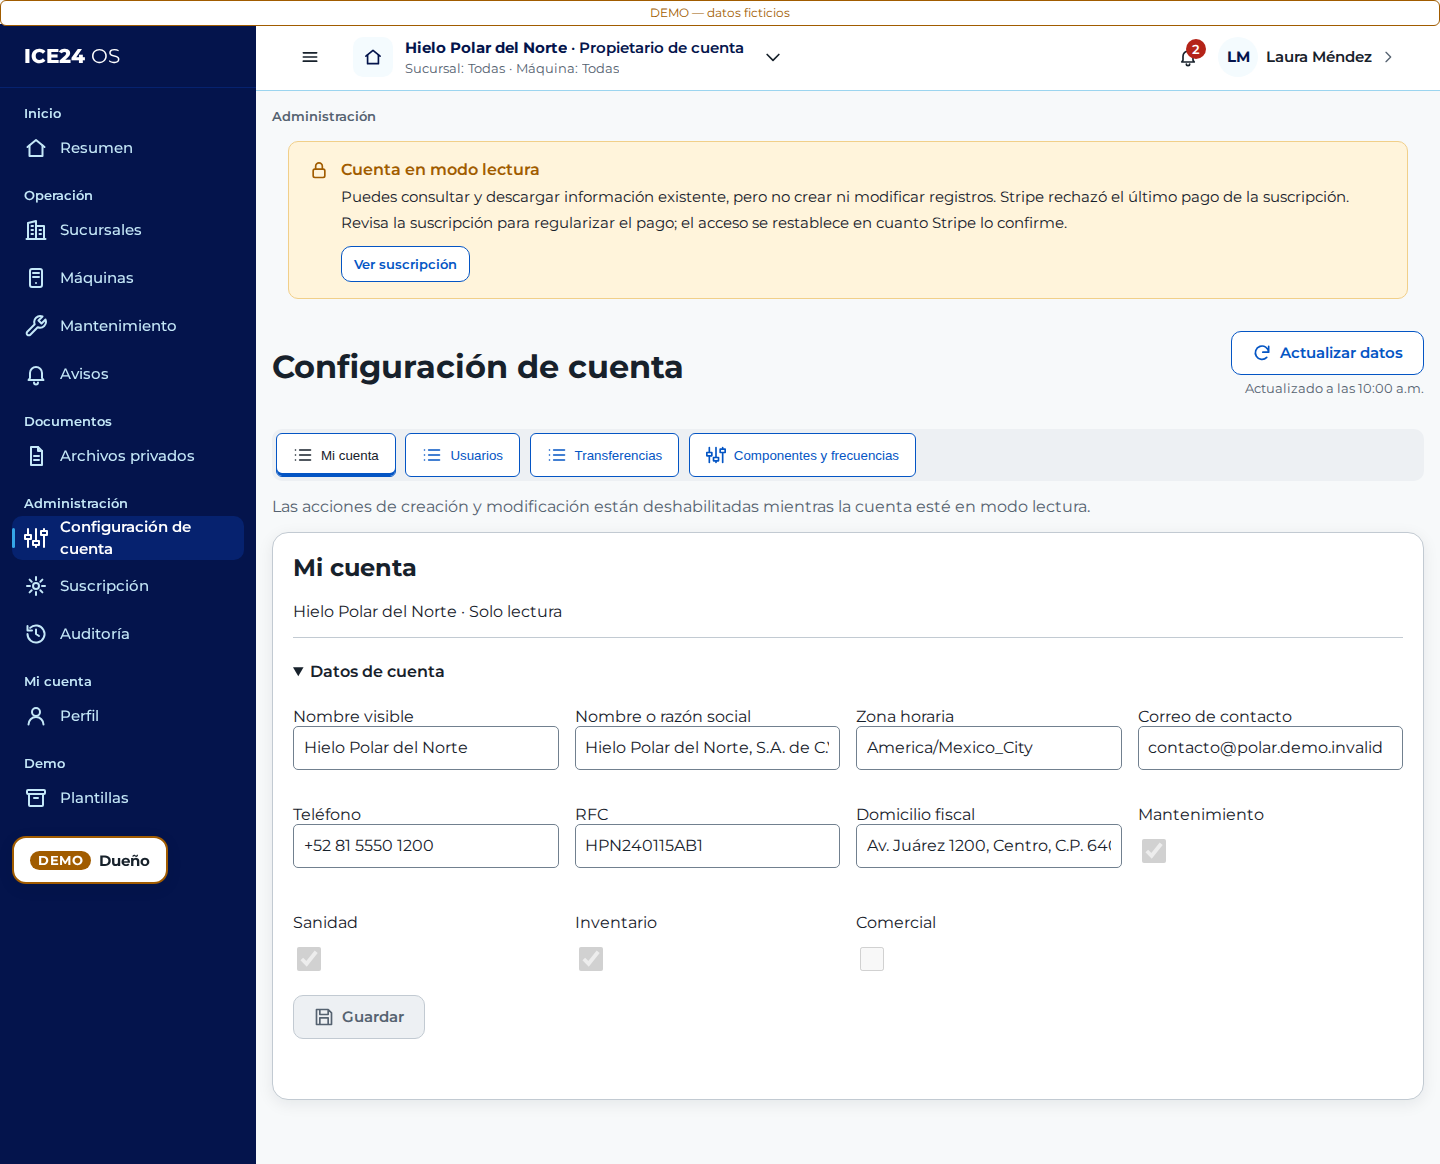 DEMO — datos ficticios
ICE24 OS
Inicio
Resumen
Operación
Sucursales
Máquinas
Mantenimiento
Avisos
Documentos
Archivos privados
Administración
Configuración de
cuenta
Suscripción
Auditoría
Mi cuenta
Perfil
Demo
Plantillas
DEMO Dueño
Hielo Polar del Norte · Propietario de cuenta
Sucursal: Todas · Máquina: Todas
2
LM Laura Méndez
Administración
Cuenta en modo lectura
Puedes consultar y descargar información existente, pero no crear ni modificar registros. Stripe rechazó el último pago de la suscripción.
Revisa la suscripción para regularizar el pago; el acceso se restablece en cuanto Stripe lo confirme.
Ver suscripción
Configuración de cuenta
Actualizar datos
Actualizado a las 10:00 a.m.
Mi cuenta Usuarios Transferencias Componentes y frecuencias
Las acciones de creación y modificación están deshabilitadas mientras la cuenta esté en modo lectura.
Mi cuenta
Hielo Polar del Norte · Solo lectura
Datos de cuenta
Nombre visible Nombre o razón social Zona horaria Correo de contacto
Hielo Polar del Norte Hielo Polar del Norte, S.A. de C. America/Mexico_City contacto@polar.demo.invalid
Teléfono RFC Domicilio fiscal Mantenimiento
+52 81 5550 1200 HPN240115AB1 Av. Juárez 1200, Centro, C.P. 64
Sanidad Inventario Comercial
Guardar